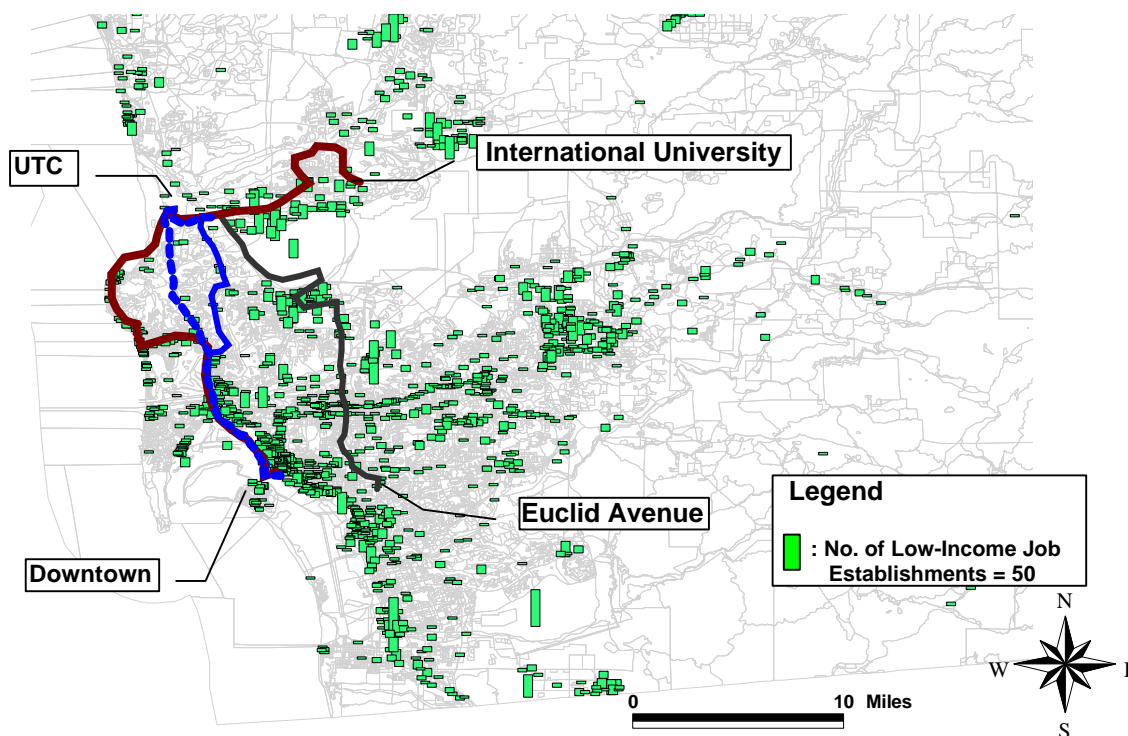 International University
UTC
Euclid Avenue
Downtown
Legend
: No. of Low-Income Job
Establishments = 50
N
W
E
S
0
10 Miles